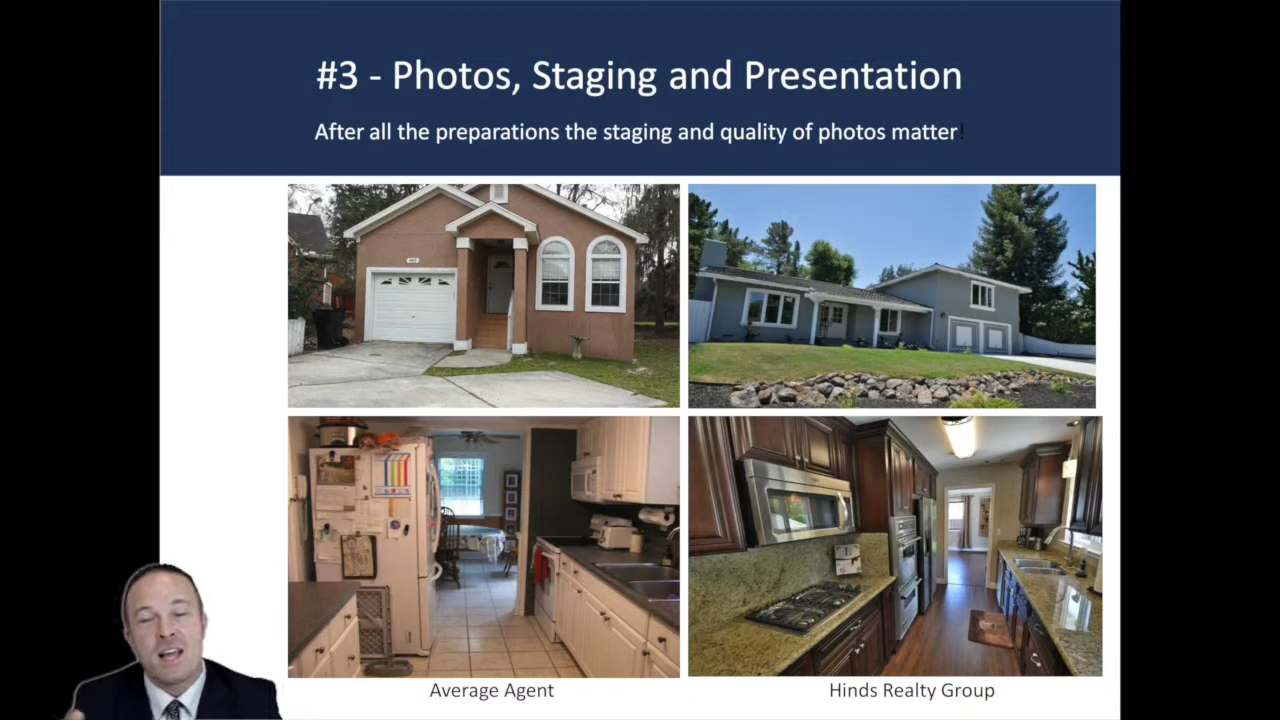 #3 - Photos, Staging and Presentation
After all the preparations the staging and quality of photos matter!
Average Agent
Hinds Realty Group